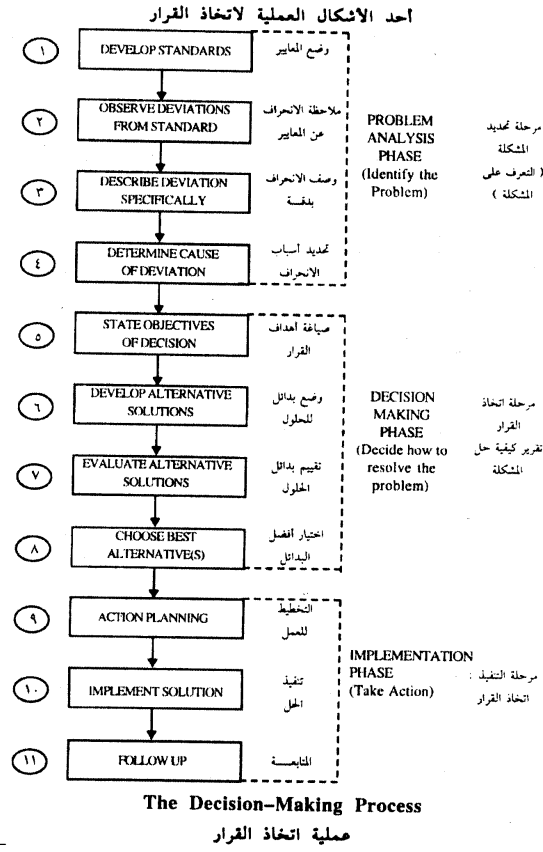 أحد الأشكال العملية لاتخاذ القرار
١
DEVELOP STANDARDS
وضع المعايير
٢
OBSERVE DEVIATIONS
FROM STANDARD
ملاحظة الانحراف
عن المعايير
٣
DESCRIBE DEVIATION
SPECIFICALLY
وصف الانحراف
بدقـــة
٤
DETERMINE CAUSE
OF DEVIATION
تحديد أسباب
الانحراف
PROBLEM
ANALYSIS
PHASE
(Identify the
Problem)
مرحلة تحديد
المشكلة
( التعرف على
المشكلة )
٥
STATE OBJECTIVES
OF DECISION
صياغة أهداف
القرار
٦
DEVELOP ALTERNATIVE
SOLUTIONS
وضع بدائل
للحلول
٧
EVALUATE ALTERNATIVE
SOLUTIONS
تقييم بدائل
الحلول
٨
CHOOSE BEST
ALTERNATIVE(S)
اختيار أفضل
البدائل
DECISION
MAKING
PHASE
(Decide how to
resolve the
problem)
مرحلة اتخاذ
القرار
تقرير كيفية حل
المشكلة
٩
ACTION PLANNING
التخطيط
للعمل
١٠
IMPLEMENT SOLUTION
تنفيذ
الحل
١١
FOLLOW UP
المتابعـــة
IMPLEMENTATION
PHASE
(Take Action)
مرحلة التنفيذ :
اتخاذ القرار
The Decision–Making Process
عملية اتخاذ القرار